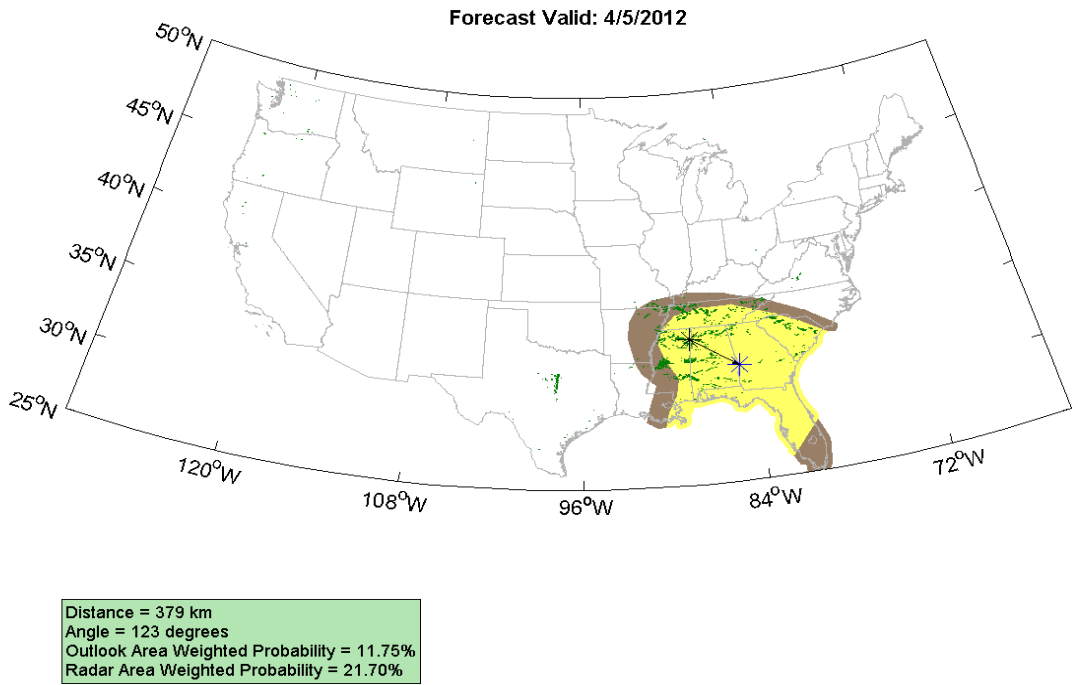 Forecast Valid: 4/5/2012
50°N
45°N
40°N
35°N
30°N
25°N
120°W
108°W
96°W
84°W
72°W
Distance = 379 km
Angle = 123 degrees
Outlook Area Weighted Probability = 11.75%
Radar Area Weighted Probability = 21.70%